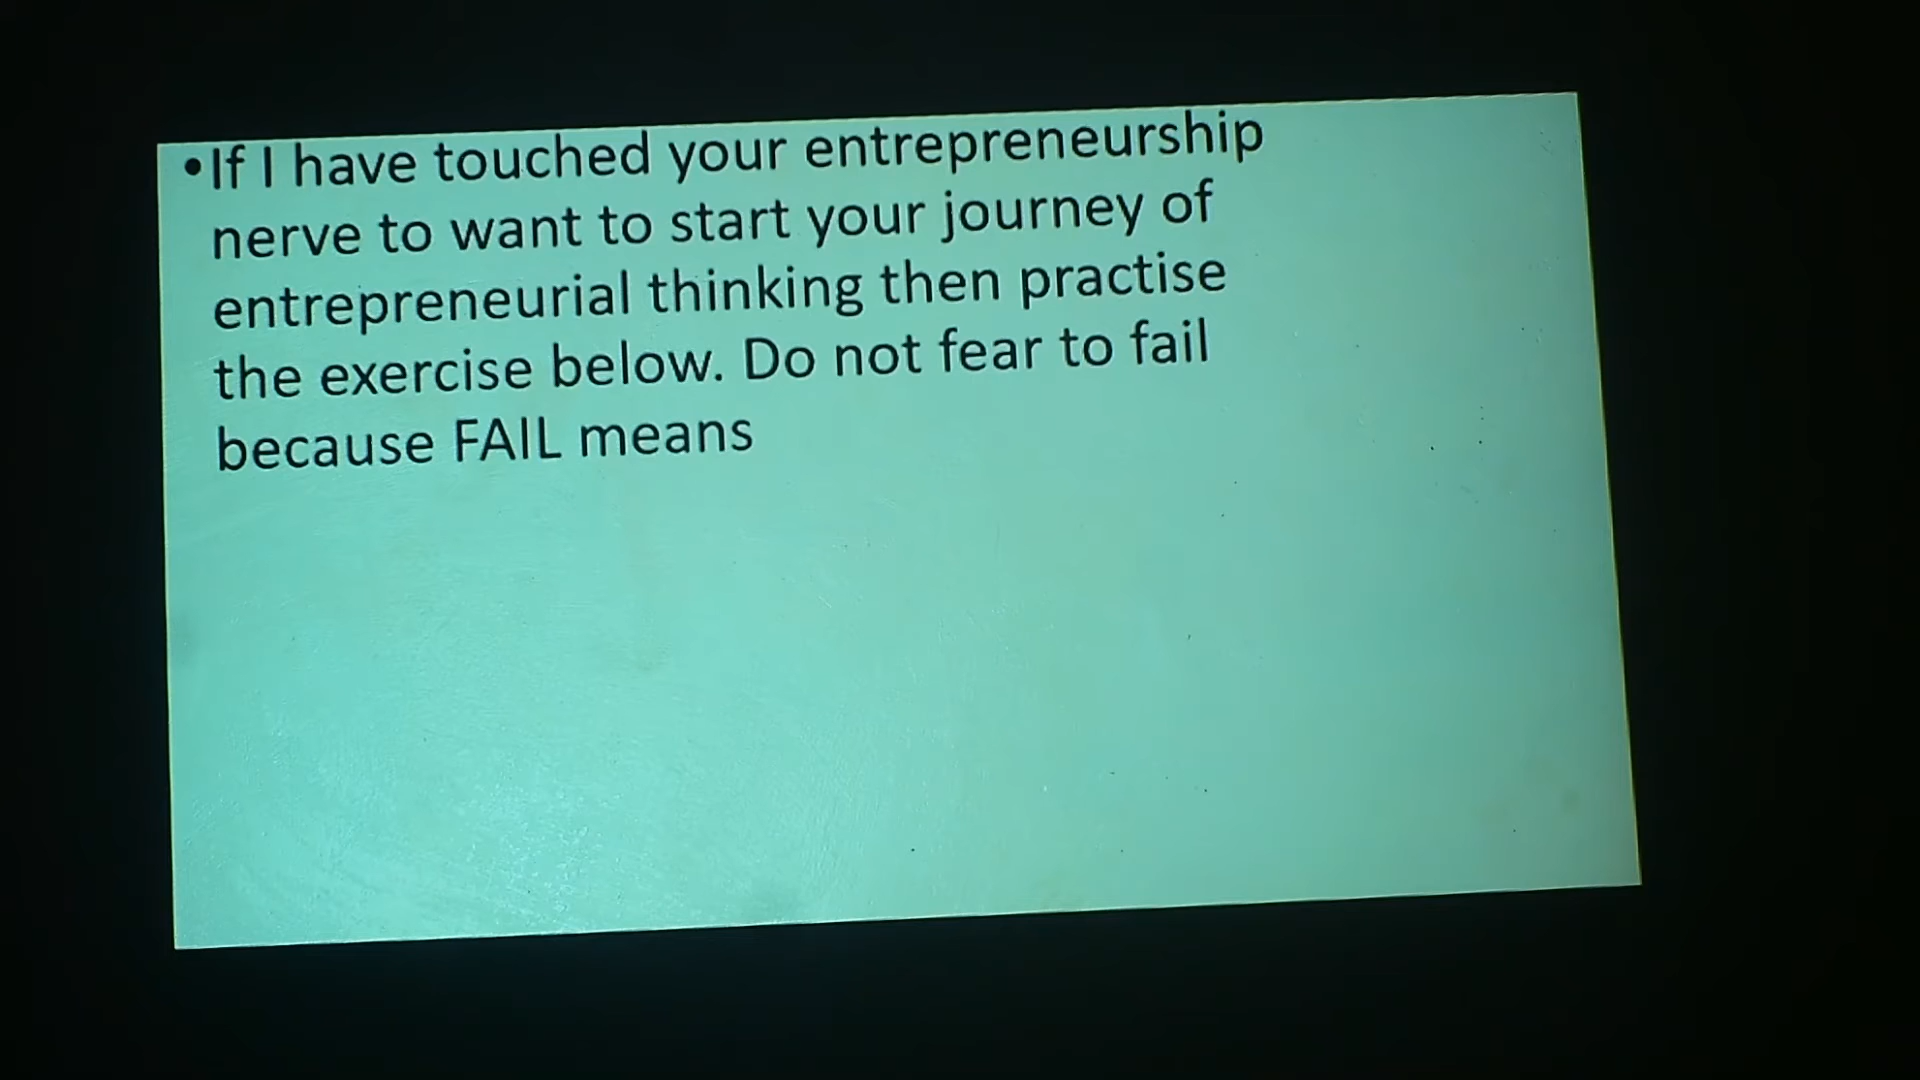 •If I have touched your entrepreneurship
nerve to want to start your journey of
entrepreneurial thinking then practise
the exercise below. Do not fear to fail
because FAIL means